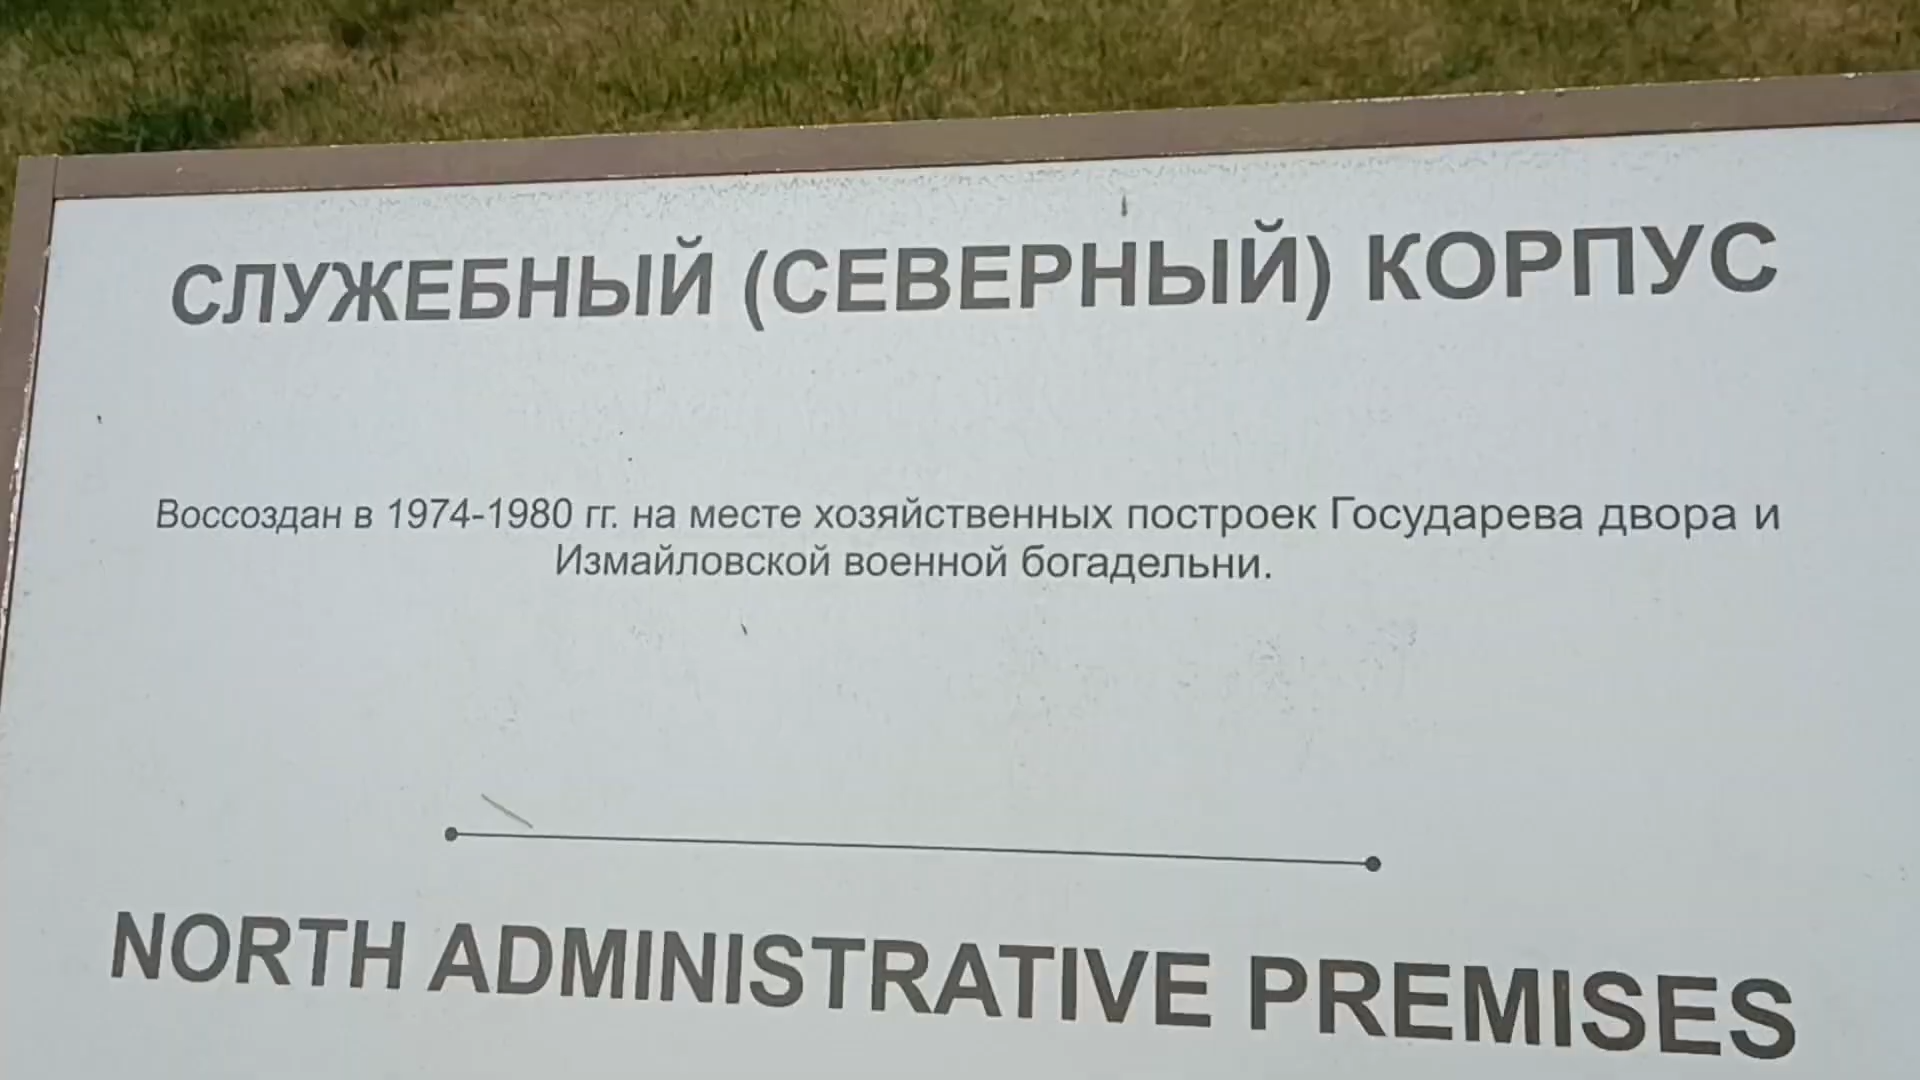 СЛУЖЕБНЫЙ (СЕВЕРНЫЙ) КОРПУС
Воссоздан в 1974-1980 гг. на месте хозяйственных построек Государева двора и
Измайловской военной богадельни.
NORTH ADMINISTRATIVE PREMISES